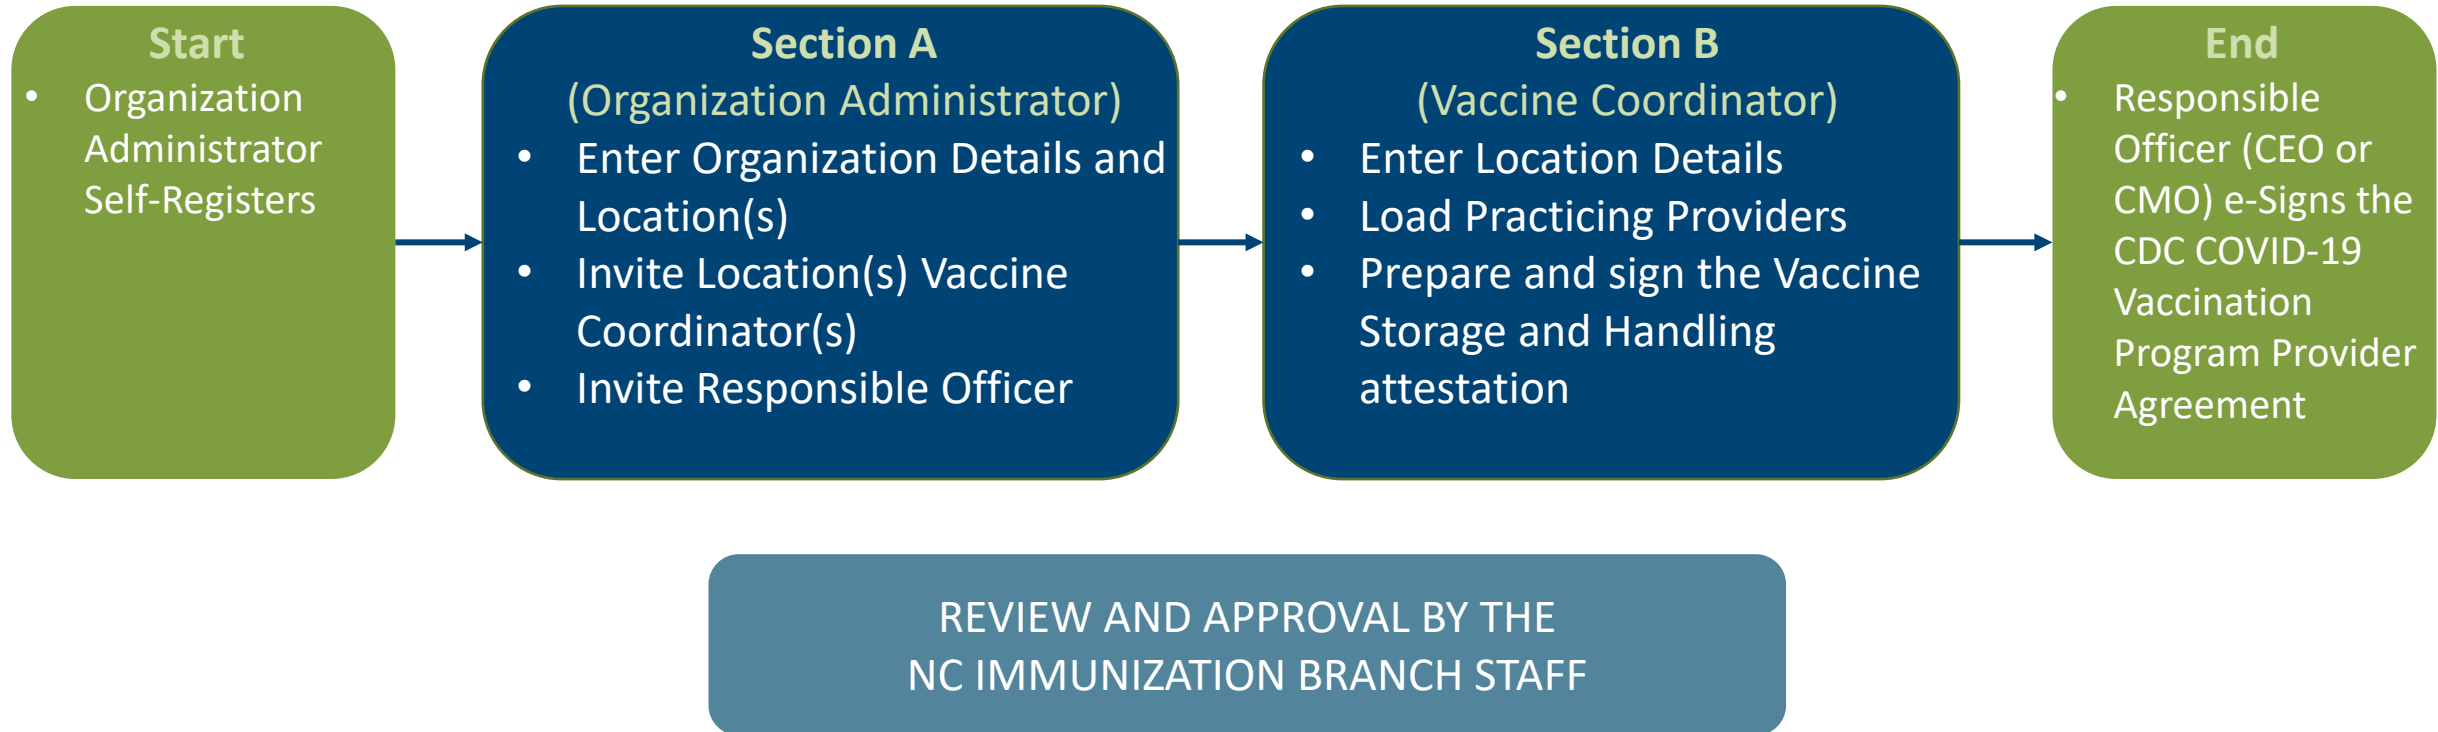 Start
• Organization
Administrator
Self-Registers
Section A
(Organization Administrator)
• Enter Organization Details and
Location(s)
• Invite Location(s) Vaccine
Coordinator(s)
• Invite Responsible Officer
Section B
(Vaccine Coordinator)
• Enter Location Details
• Load Practicing Providers
• Prepare and sign the Vaccine
Storage and Handling
attestation
End
• Responsible
Officer (CEO or
CMO) e-Signs the
CDC COVID-19
Vaccination
Program Provider
Agreement
REVIEW AND APPROVAL BY THE
NC IMMUNIZATION BRANCH STAFF